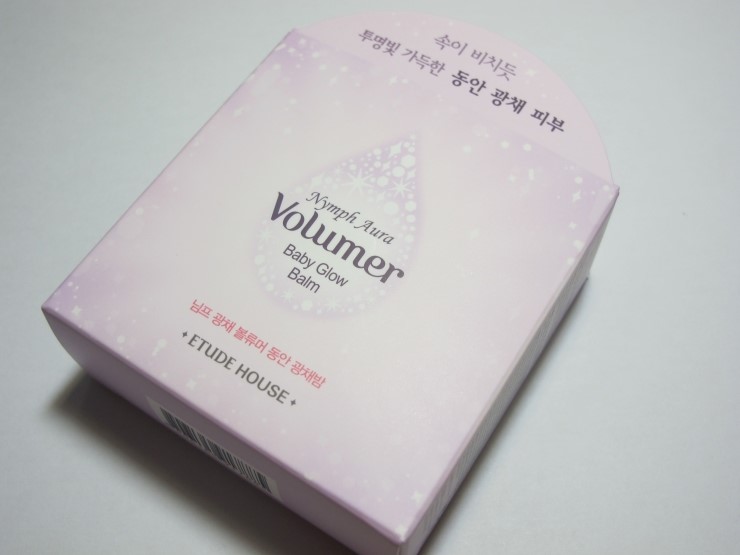 속이 비치듯
투명빛 가득한 동안 광채 피부
Nymph Aura
Volumer
Baby Glow
Balm
님프 광채 볼류머 동안 광채밤
ETUDE HOUSE